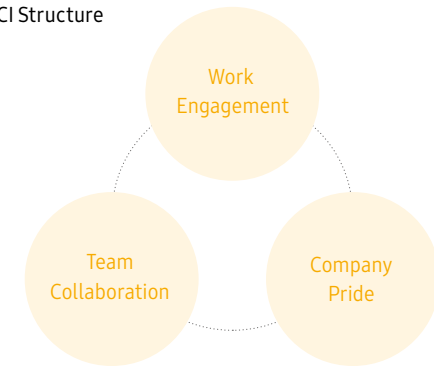 CI Structure
Work
Engagement
Team
Collaboration
Company
Pride